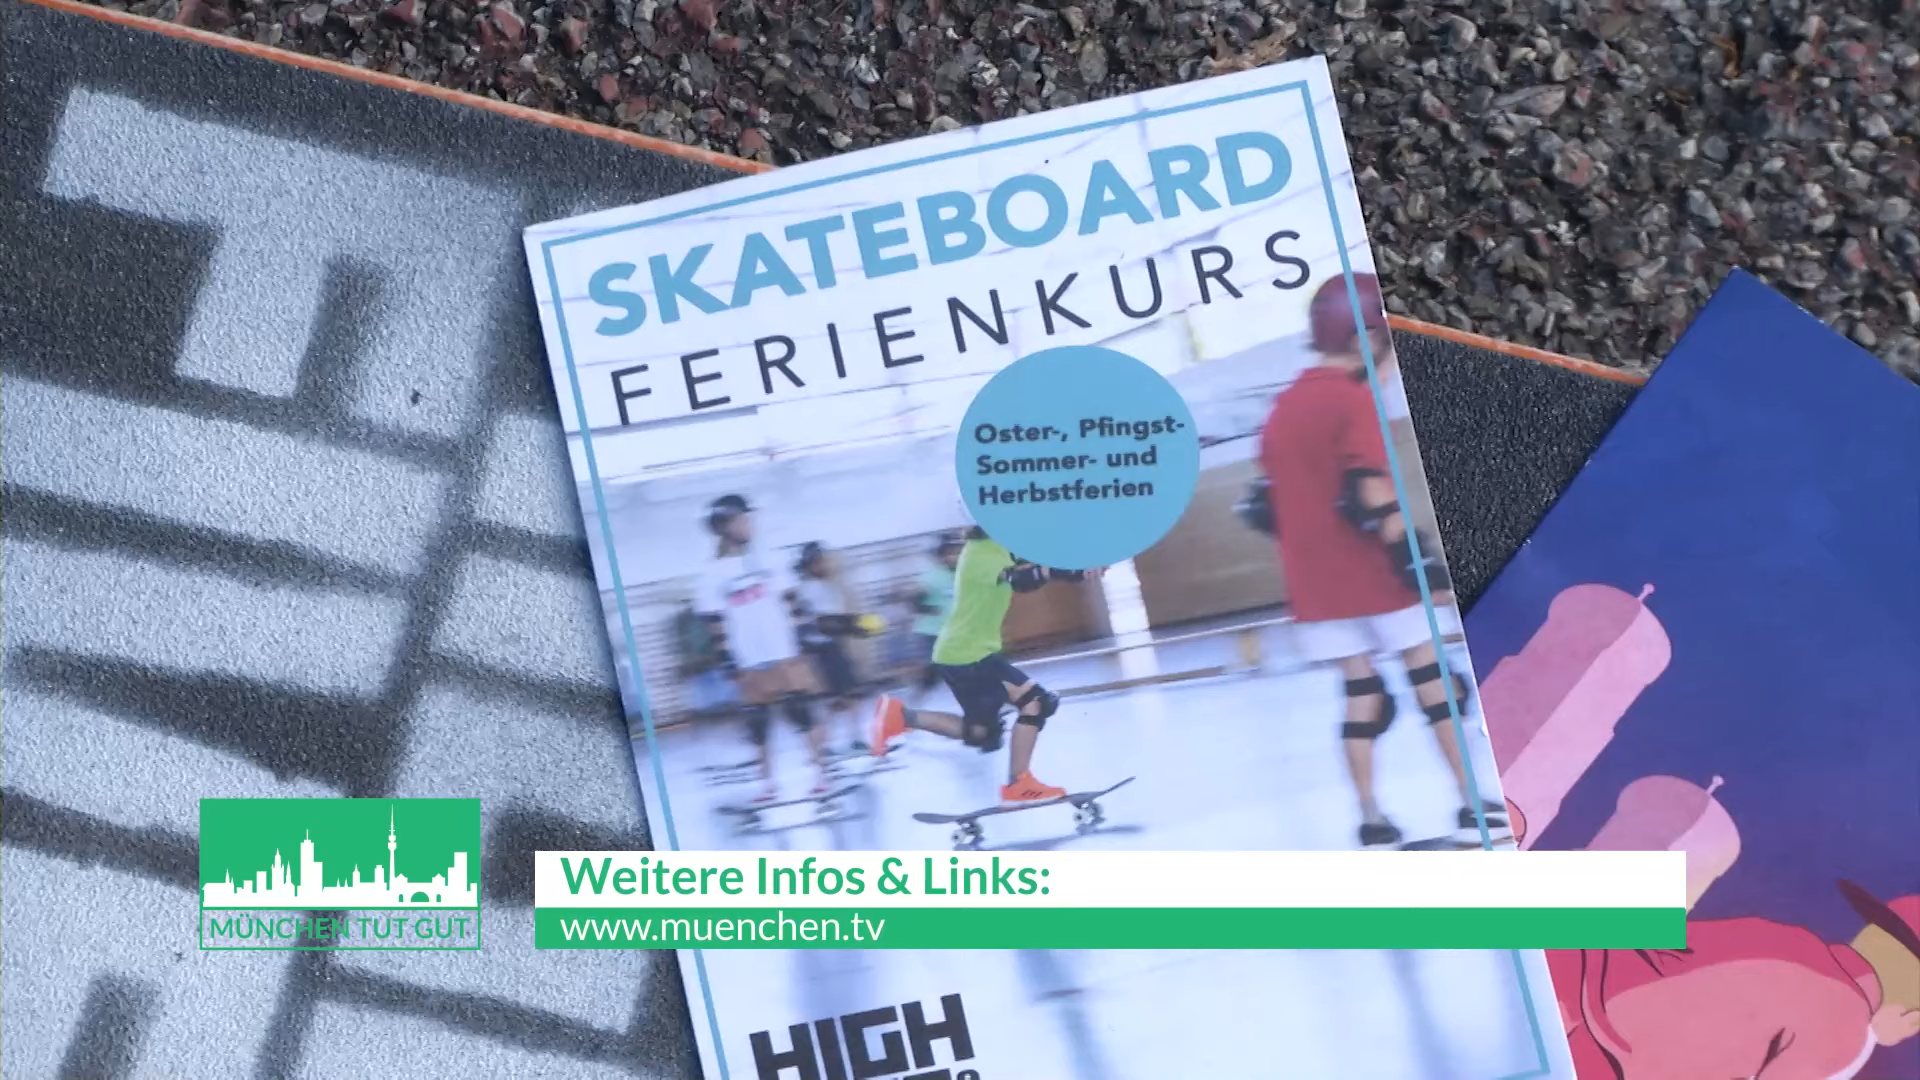 SKATEBOARD
FERIENKURS
Oster-, Pfingst-
Sommer- und
Herbstferien
HIGH
MÜNCHEN TUT GUT
Weitere Infos & Links:
www.muenchen.tv